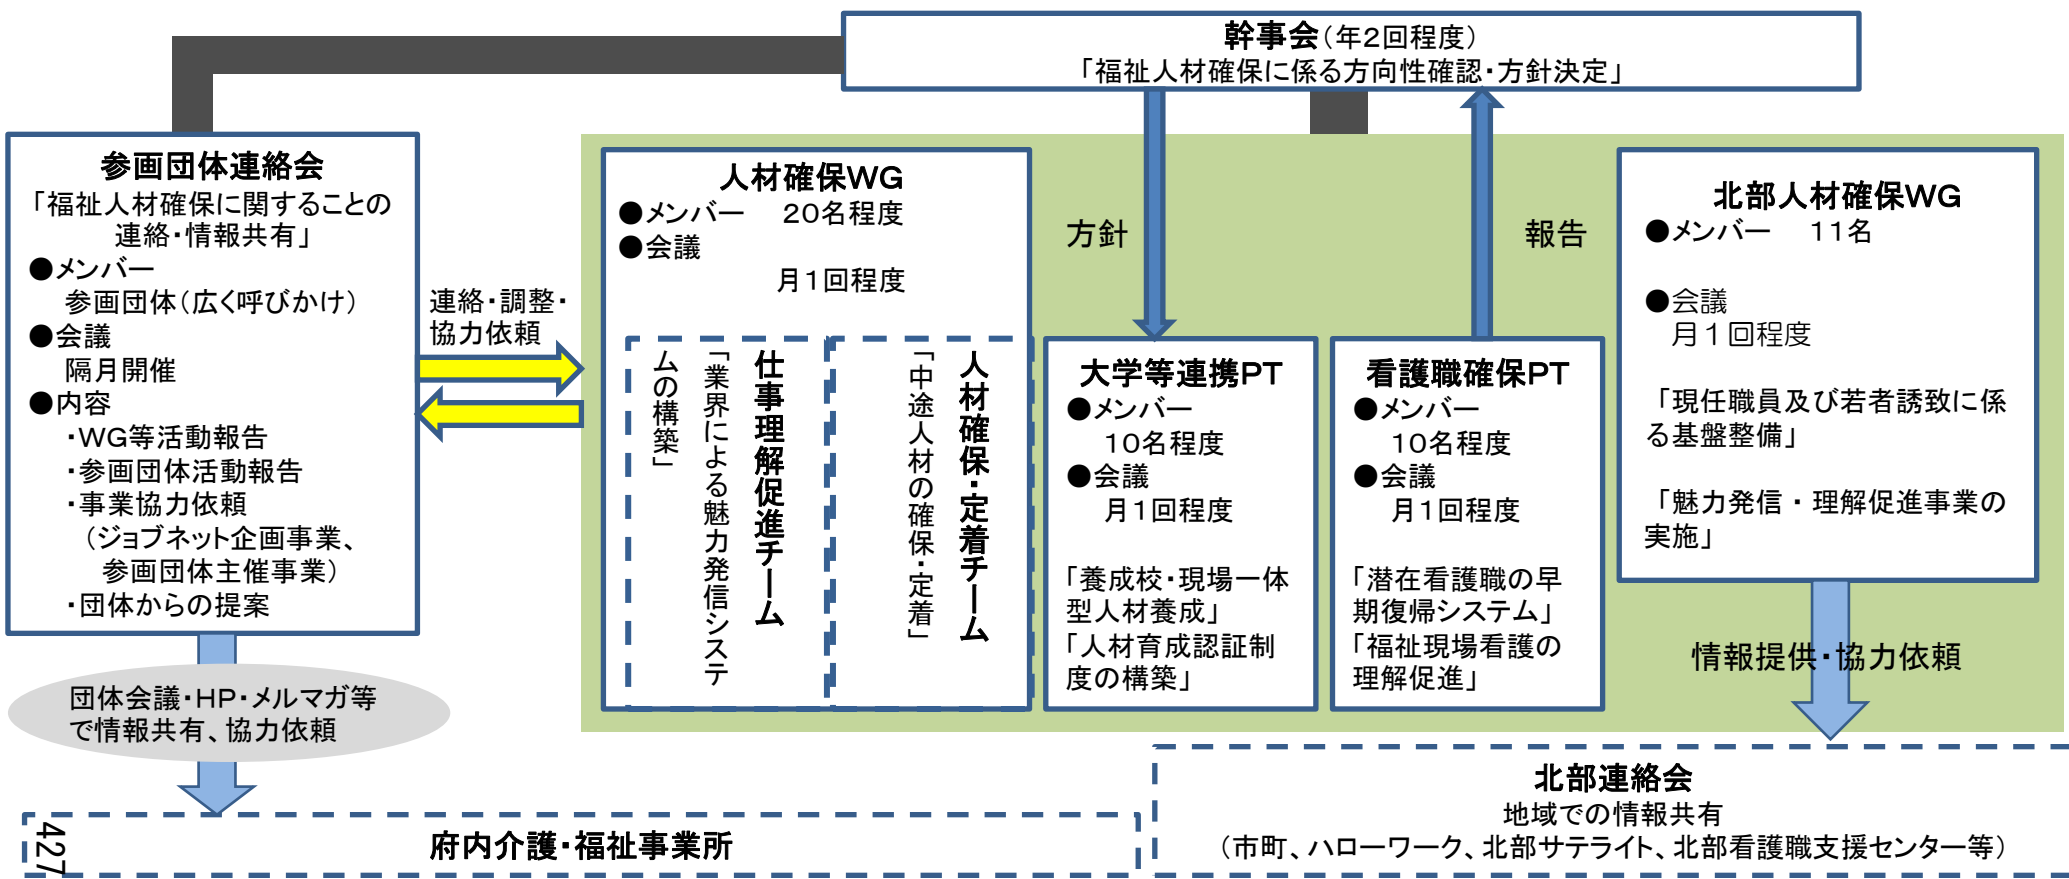 幹事会(年2回程度)
「福祉人材確保に係る方向性確認・方針決定」
参画団体連絡会
「福祉人材確保に関することの
連絡・情報共有」
●メンバー
参画団体(広く呼びかけ)
●会議
隔月開催
●内容
・WG等活動報告
・参画団体活動報告
・事業協力依頼
(ジョブネット企画事業、
参画団体主催事業)
・団体からの提案
連絡・調整・
協力依頼
人材確保WG
●メンバー 20名程度
●会議
月1回程度
仕事理解促進チーム
「業界による魅力発信システ
ムの構築」
人材確保・定着チーム
「中途人材の確保・定着」
方針
大学等連携PT
●メンバー
10名程度
●会議
月1回程度
「養成校・現場一体
型人材養成」
「人材育成認証制
度の構築」
報告
看護職確保PT
●メンバー
10名程度
●会議
月1回程度
「潜在看護職の早
期復帰システム」
「福祉現場看護の
理解促進」
北部人材確保WG
●メンバー 11名
●会議
月1回程度
「現任職員及び若者誘致に係
る基盤整備」
「魅力発信・理解促進事業の
実施」
情報提供・協力依頼
団体会議・HP・メルマガ等
で情報共有、協力依頼
427
府内介護・福祉事業所
北部連絡会
地域での情報共有
(市町、ハローワーク、北部サテライト、北部看護職支援センター等)